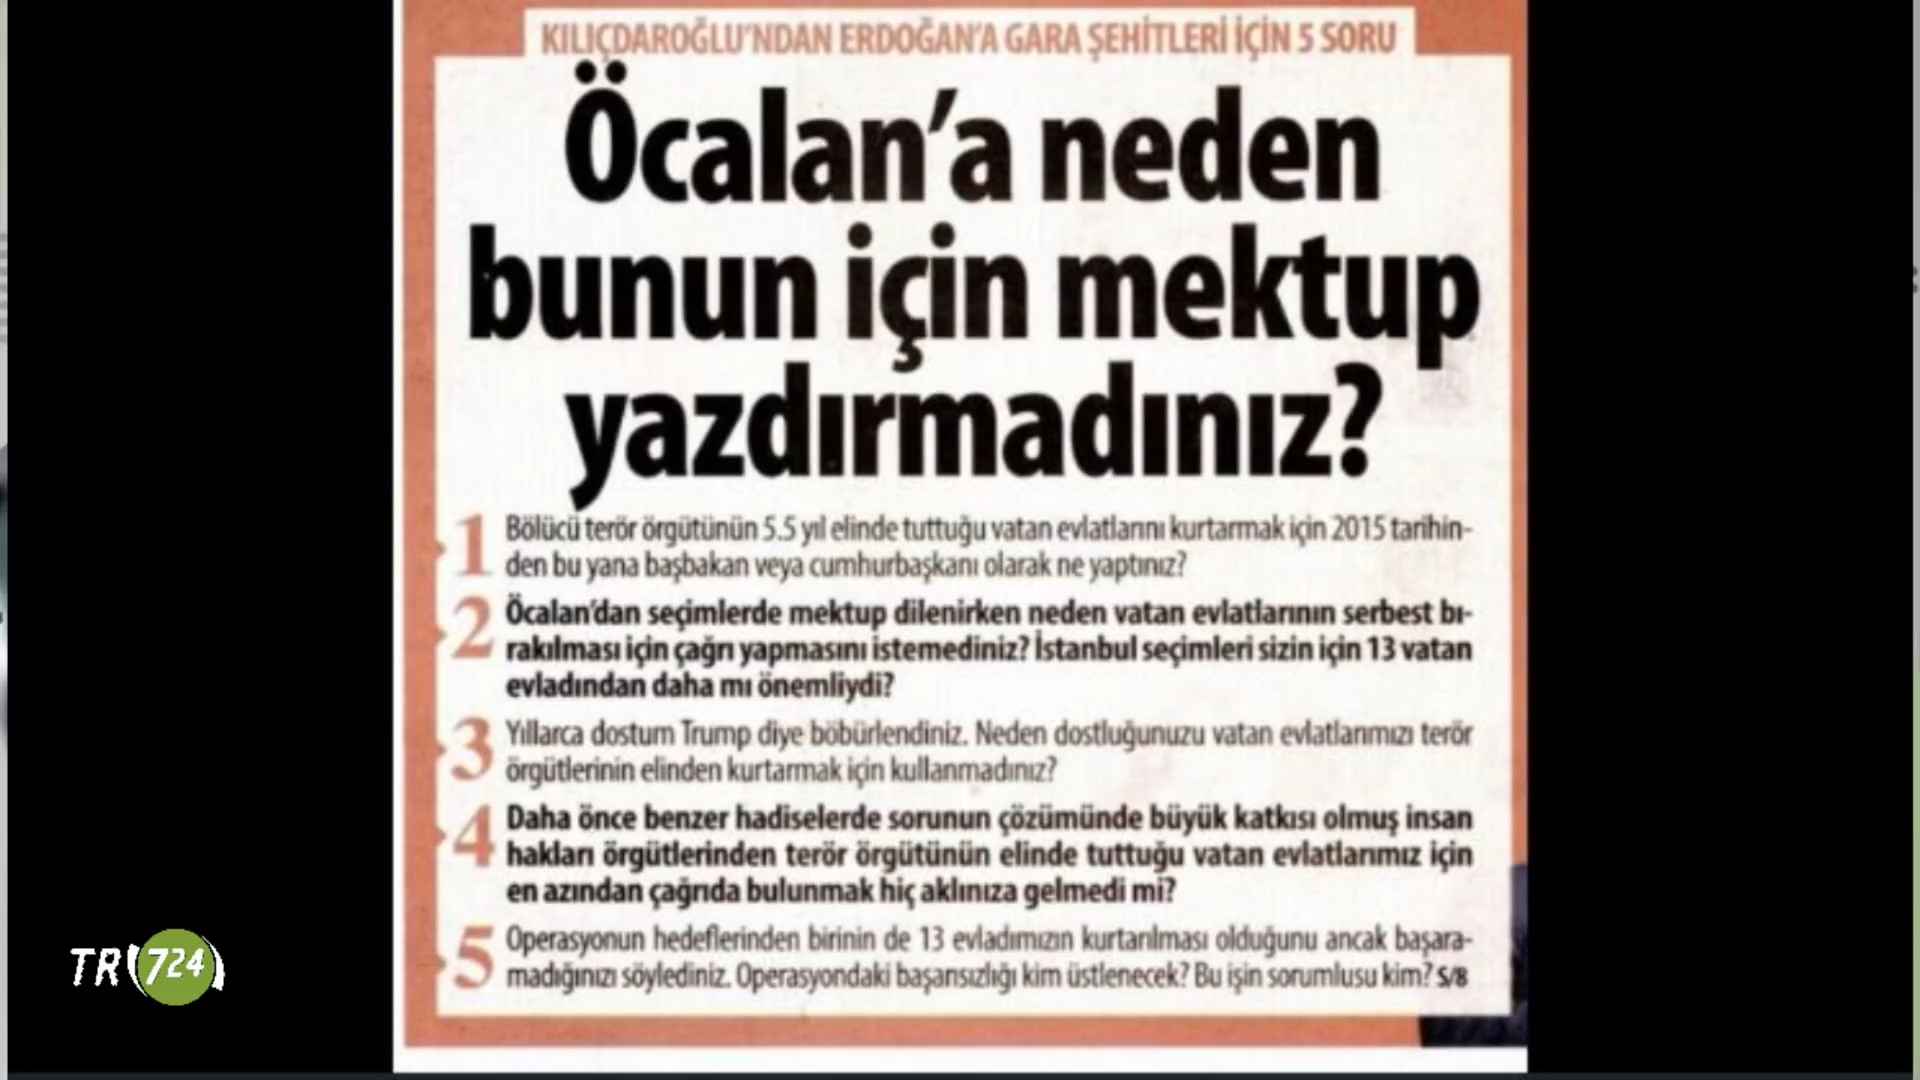 KILIÇDAROĞLU'NDAN ERDOĞAN'A GARA ŞEHİTLERİ İÇİN 5 SORU
Öcalan'a neden
bunun için mektup
yazdırmadınız?
1 Bölücü terör örgütünün 5.5 yıl elinde tuttuğu vatan evlatlarını kurtarmak için 2015 tarihin-
den bu yana başbakan veya cumhurbaşkanı olarak ne yaptınız?
2 Öcalan'dan seçimlerde mektup dilenirken neden vatan evlatlarının serbest bı-
rakılması için çağrı yapmasını istemediniz? İstanbul seçimleri sizin için 13 vatan
evladından daha mı önemliydi?
3 Yıllarca dostum Trump diye böbürlendiniz. Neden dostluğunuzu vatan evlatlarımızı terör
örgütlerinin elinden kurtarmak için kullanmadınız?
4 Daha önce benzer hadiselerde sorunun çözümünde büyük katkısı olmuş insan
hakları örgütlerinden terör örgütünün elinde tuttuğu vatan evlatlarımız için
en azından çağrıda bulunmak hiç aklınıza gelmedi mi?
5 Operasyonun hedeflerinden birinin de 13 evladımızın kurtarılması olduğunu ancak başara-
madığınızı söylediniz. Operasyondaki başarısızlığı kim üstlenecek? Bu işin sorumlusu kim? S/8
TR724